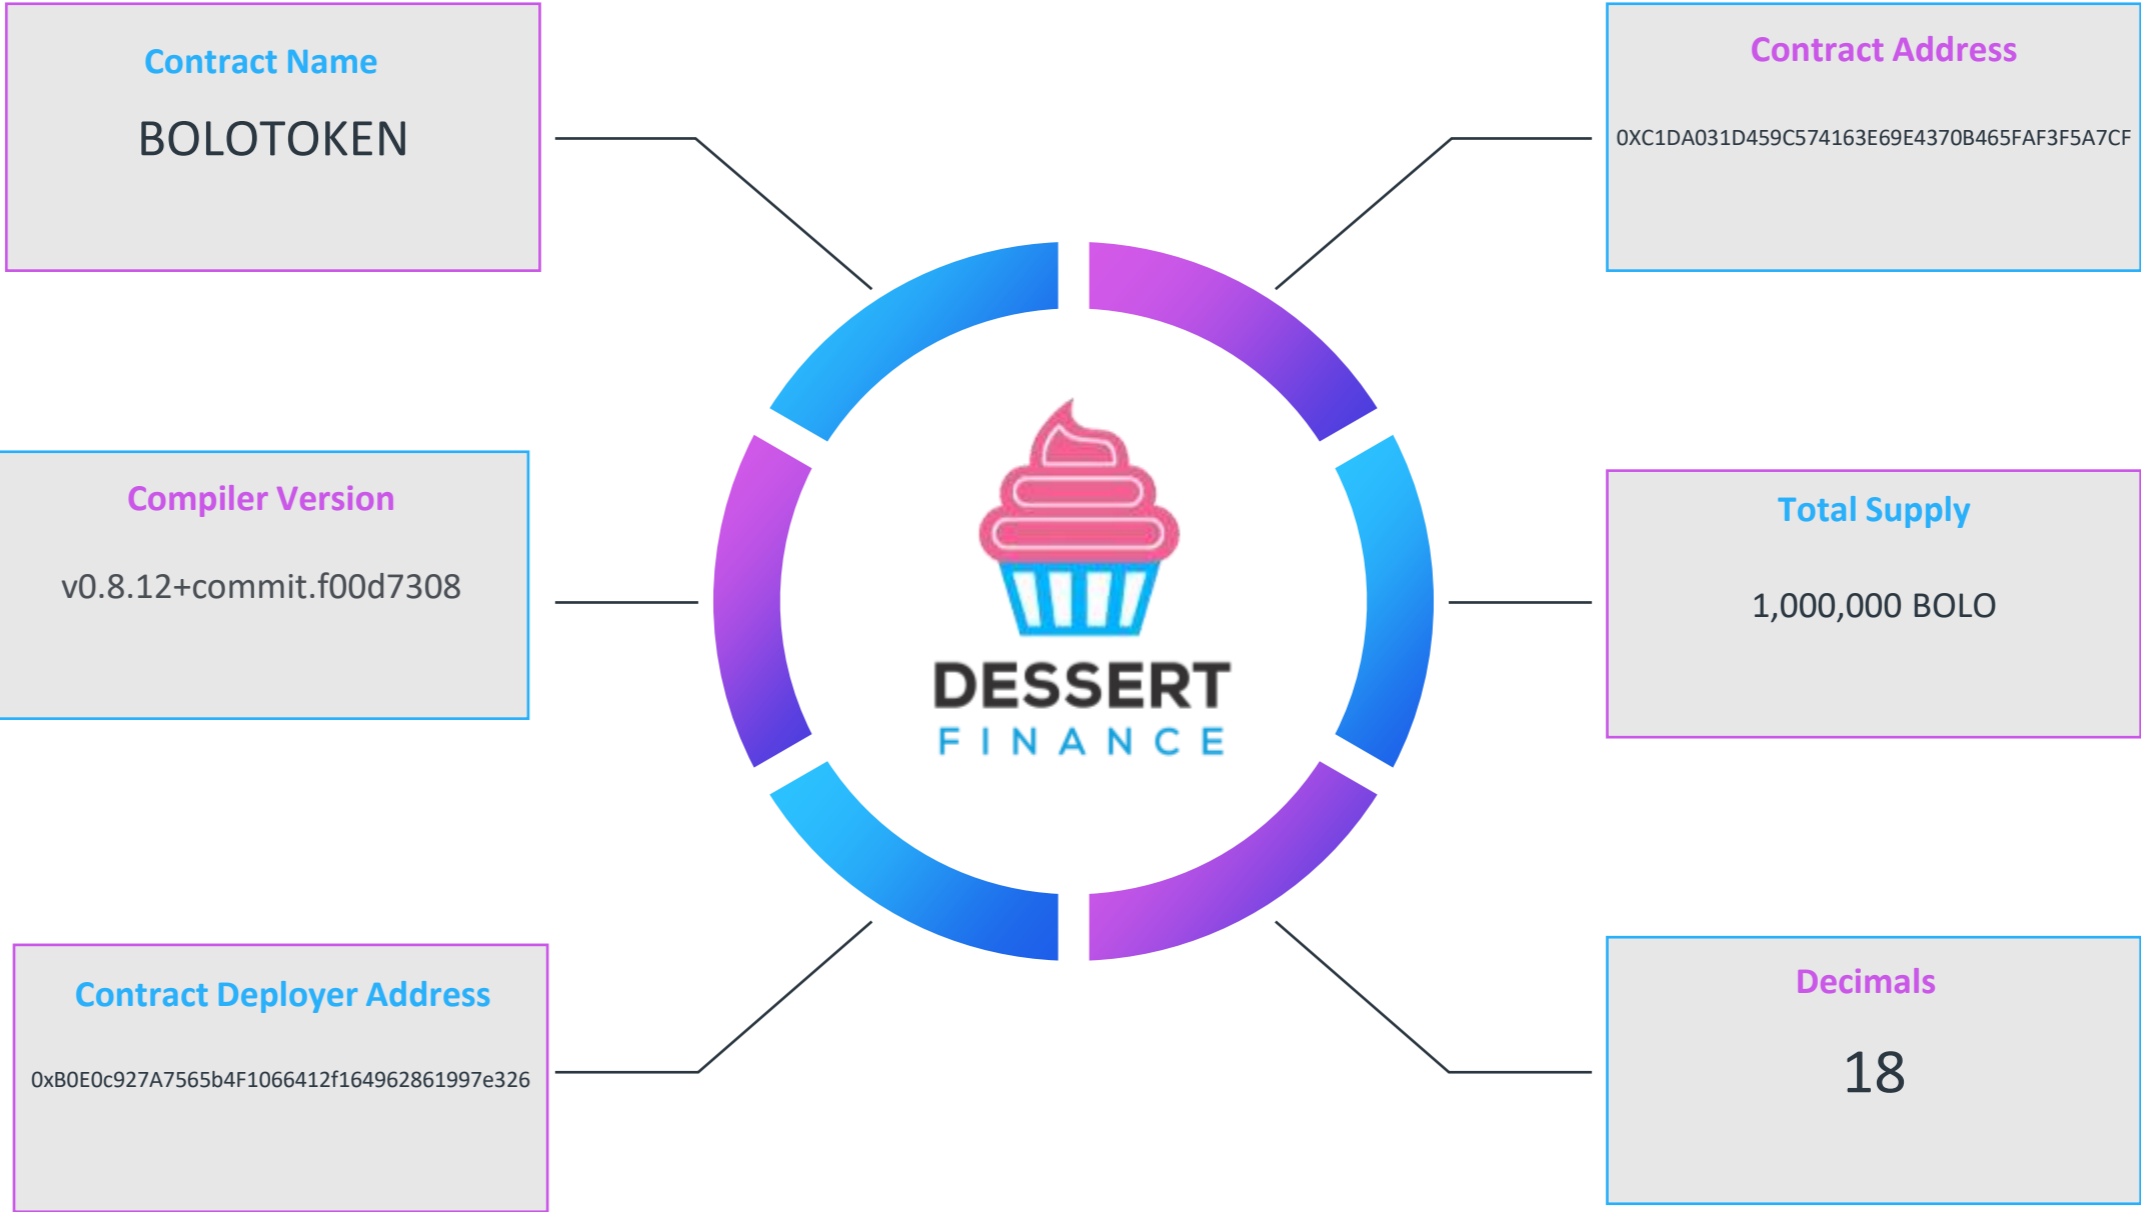 Contract Name
BOLOTOKEN
Contract Address
0XC1DA031D459C574163E69E4370B465FAF3F5A7CF
Compiler Version
v0.8.12+commit.f00d7308
DESSERT
FINANCE
Total Supply
1,000,000 BOLO
Contract Deployer Address
0xB0E0c927A7565b4F1066412f164962861997e326
Decimals
18